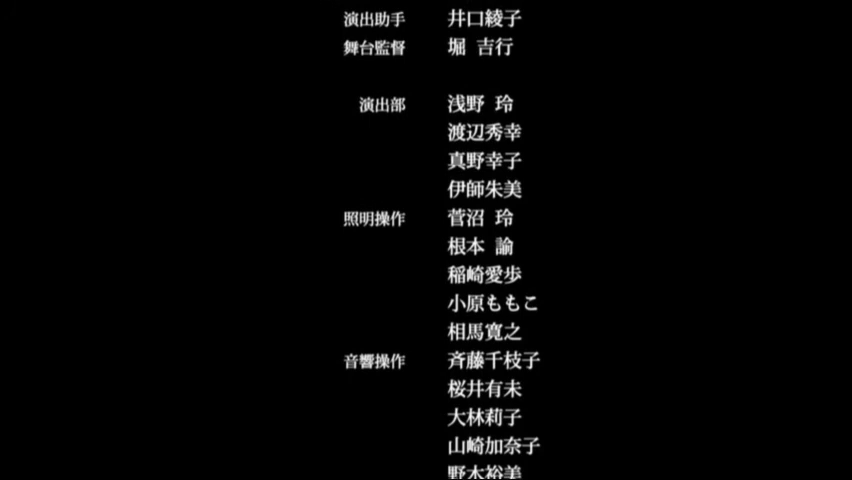 演出助手 井口綾子
舞台監督 堀 吉行
演出部 浅野 玲
渡辺秀幸
真野幸子
伊師朱美
照明操作 菅沼 玲
根本 諭
稲崎愛歩
小原ももこ
相馬寛之
音響操作 斉藤千枝子
桜井有未
大林莉子
山崎加奈子
野木裕美